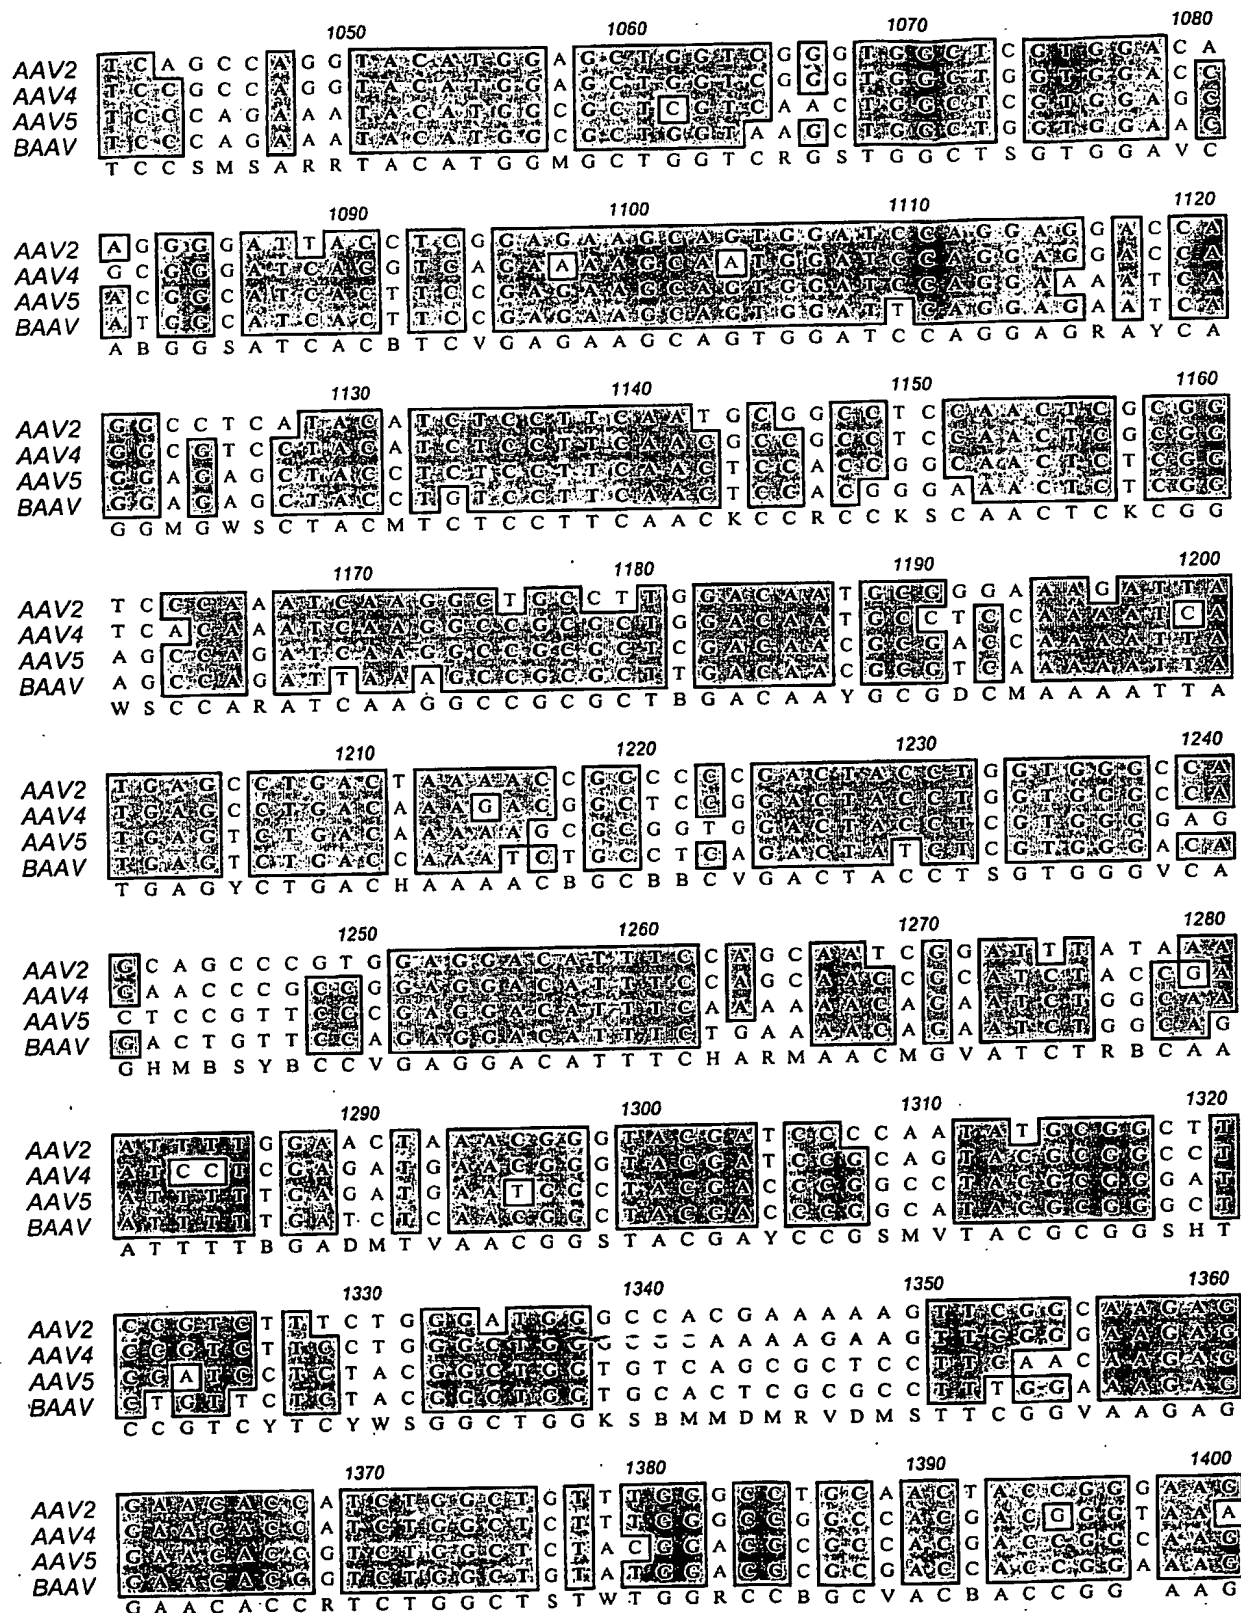 1050 1060 1070 1080
AAV2 T C A G C C A G G T A C A T G G A G C T G G T C G G G T G G C T C G T G G A C A
AAV4 T C C G C C A G G T A C A T G G A G C T G G T C G G G T G G C T G G T G G A C C
AAV5 T C C C A G A A A T A C A T G G C G C T C G T C A A C T G G C T C G T G G A G C
BAAV T C C C A G A A A T A C A T G G C G C T G G T A A G C T G G C T G G T G G A A G
T C C S M S A R R T A C A T G G M G C T G G T C R G S T G G C T S G T G G A V C
1090 1100 1110 1120
AAV2 A G G G G A T T A C C T C G G A G A A G C A G T G G A T C C A G G A G G A C C A
AAV4 G C G G G A T C A C G T C A G A A A A G C A A T G G A T C C A G G A G G A C C A
AAV5 A C G G C A T C A C T T C C G A G A A G C A G T G G A T C C A G G A A A A T C A
BAAV A T G G C A T C A C T T C C G A G A A G C A G T G G A T T C A G G A G A A T C A
A B G G S A T C A C B T C V G A G A A G C A G T G G A T C C A G G A G R A Y C A
1130 1140 1150 1160
AAV2 G G C C T C A T A C A T C T C C T T C A A T G C G G C C T C C A A C T C G C G G
AAV4 G G C G T C C T A C A T C T C C T T C A A C G C C G C C T C C A A C T C G C G G
AAV5 G G A G A G C T A C C T C T C C T T C A A G T C C A C G G G C A A C T C T C G G
BAAV G G A G A G C T A C C T G T C C T T C A A C T C G A C G G G A A A C T C T C G G
G G M G W S C T A C M T C T C C T T C A A C K C C R C C K S C A A C T C K C G G
1170 1180 1190 1200
AAV2 T C C C A A A T C A A G G C T G C C T T G G A C A A T G C G G G A A A G A T T A
AAV4 T C A C A A A T C A A G G C C G C G C T G G A C A A T G C C T C C A A A A T C A
AAV5 A G C C A G A T C A A G G C C G C G C T C G A C A A C G C G A C C A A A A T T A
BAAV A G C C A G A T T A A A G C C G C G C T T G A C A A C G C G T C A A A A A T T A
W S C C A R A T C A A G G C C G C G C T B G A C A A Y G C G D C M A A A A T T A
1210 1220 1230 1240
AAV2 T G A G C C T G A C T A A A A C C G G C C C C G A C T A C C T G G T G G G C C A
AAV4 T G A G C C T G A C A A A G A C G G C T C C G G A C T A C C T G G T G G G C C A
AAV5 T G A G T C T G A C A A A A A G C G C G G T G G A C T A C C T C G T G G G G A G
BAAV T G A G T C T G A C C A A A T C T G C C T C A G A C T A T C T C G T G G G A C A
T G A G Y C T G A C H A A A A C B G C B B C V G A C T A C C T S G T G G G V C A
1250 1260 1270 1280
AAV2 G C A G C C C G T G G A G G A C A T T T C C A G C A A T C G G A T T T A T A A A
AAV4 G A A C C C G C C G G A G G A C A T T T C C A G C A A C C G C A T C T A C C G A
AAV5 C T C C G T T C C C G A G G A C A T T T C A A A A A A C A G A A T C T G G C A A
BAAV G A C T G T T C C A G A G G A C A T T T C T G A A A A C A G A A T C T G G C A G
G H M B S Y B C C V G A G G A C A T T T C H A R M A A C M G V A T C T R B C A A
1290 1300 1310 1320
AAV2 A T T T T G G A A C T A A A C G G G T A C G A T C C C C A A T A T G C G G C T T
AAV4 A T C C T C G A G A T G A A C G G G T A C G A T C C G C A G T A C G C G G C C T
AAV5 A T T T T T G A G A T G A A T G G C T A C G A C C C G G C C T A C G C G G G A T
BAAV A T T T T T G A T C T C A A C G G C T A C G A C C C G G C A T A C G C G G G C T
A T T T T B G A D M T V A A C G G S T A C G A Y C C G S M V T A C G C G G S H T
1330 1340 1350 1360
AAV2 C C G T C T T T C T G G G A T G G G C C A C G A A A A A G T T C G G C A A G A G
AAV4 C C G T C T T C C T G G G C T G G G C G C A A A A G A A G T T C G G G A A G A G
AAV5 G G A T C C T C T A C G G C T G G T G T C A G C G C T C C T T G A A C A A G A G
BAAV G T G T T C T G T A C G G C T G G T G C A C T C G C G C C T T T G G A A A G A G
C C G T C Y T C Y W S G G C T G G K S B M M D M R V D M S T T C G G V A A G A G
1370 1380 1390 1400
AAV2 G A A C A C C A T C T G G C T G T T T G G G C C T G C A A C T A C C G G G A A G
AAV4 G A A C A C C A T C T G G C T C T T T G G G C C G G C C A C G A C G G G T A A A
AAV5 G A A C A C C G T C T G G C T C T A C G G A C C C G C C A C G A C C G G C A A G
BAAV G A A C A C G G T C T G G C T G T A T G G A C C C G C G A C C A C C G G A A A G
G A A C A C C R T C T G G C T S T W T G G R C C B G C V A C B A C C G G A A G